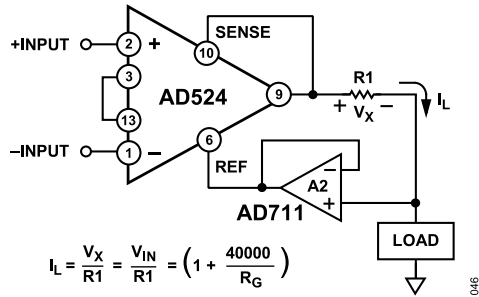 +INPUT
2
+
10
SENSE
3
AD524
9
R1
+ VX −
IL
13
6
−INPUT
1
−
REF
−
A2
+
AD711
LOAD
IL = VX/R1 = VIN/R1 = (1 + 40000/RG)
046